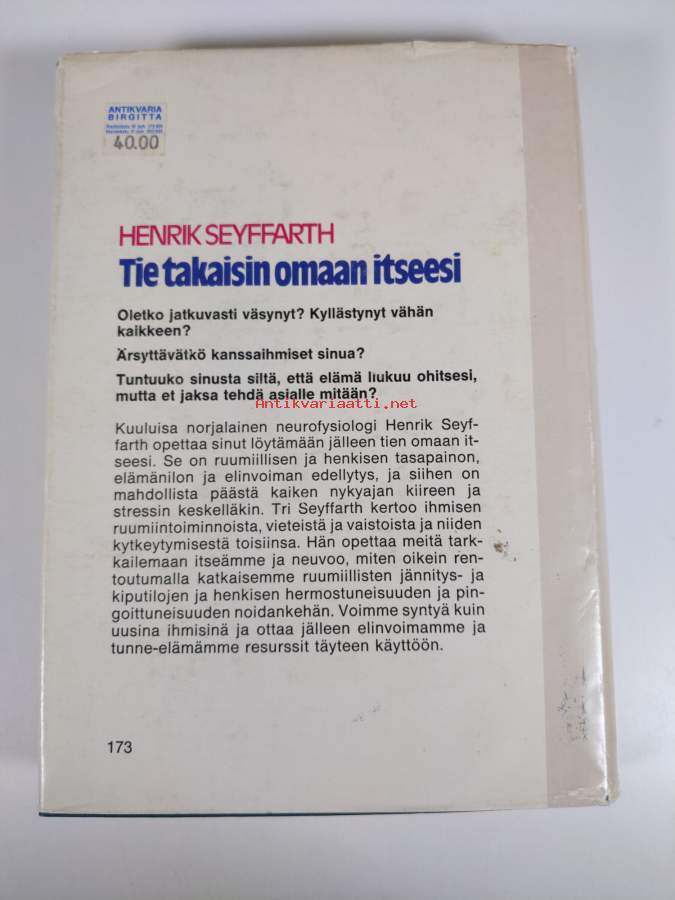 ANTIKVARIA
BIRGITTA
40.00
HENRIK SEYFFARTH
Tie takaisin omaan itseesi
Oletko jatkuvasti väsynyt? Kyllästynyt vähän
kaikkeen?
Ärsyttävätkö kanssaihmiset sinua?
Tuntuuko sinusta siltä, että elämä liukuu ohitsesi,
mutta et jaksa tehdä asialle mitään?
Antikvariaatti.net
Kuuluisa norjalainen neurofysiologi Henrik Seyf-
farth opettaa sinut löytämään jälleen tien omaan it-
seesi. Se on ruumiillisen ja henkisen tasapainon,
elämänilon ja elinvoiman edellytys, ja siihen on
mahdollista päästä kaiken nykyajan kiireen ja
stressin keskelläkin. Tri Seyffarth kertoo ihmisen
ruumiintoiminnoista, vieteistä ja vaistoista ja niiden
kytkeytymisestä toisiinsa. Hän opettaa meitä tark-
kailemaan itseämme ja neuvoo, miten oikein ren-
toutumalla katkaisemme ruumiillisten jännitys- ja
kiputilojen ja henkisen hermostuneisuuden ja pin-
goittuneisuuden noidankehän. Voimme syntyä kuin
uusina ihmisinä ja ottaa jälleen elinvoimamme ja
tunne-elämämme resurssit täyteen käyttöön.
173